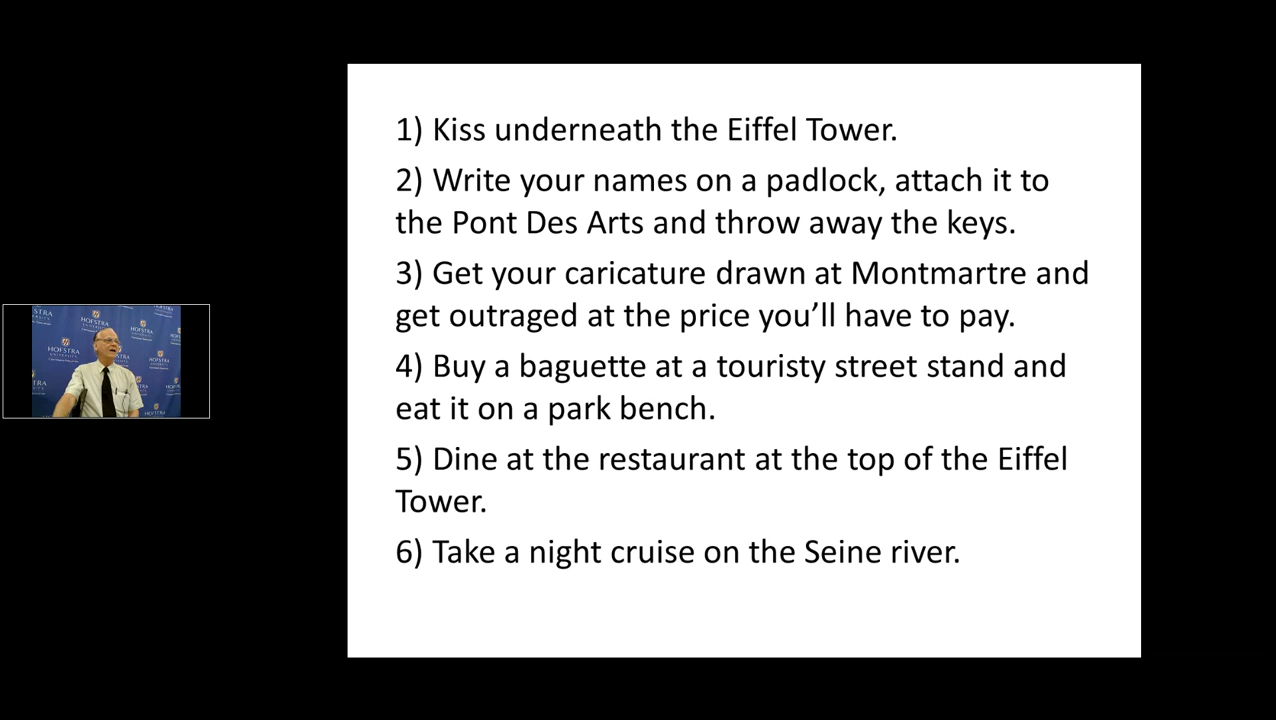 1) Kiss underneath the Eiffel Tower.
2) Write your names on a padlock, attach it to
the Pont Des Arts and throw away the keys.
3) Get your caricature drawn at Montmartre and
get outraged at the price you’ll have to pay.
4) Buy a baguette at a touristy street stand and
eat it on a park bench.
5) Dine at the restaurant at the top of the Eiffel
Tower.
6) Take a night cruise on the Seine river.
HOFSTRA
UNIVERSITY